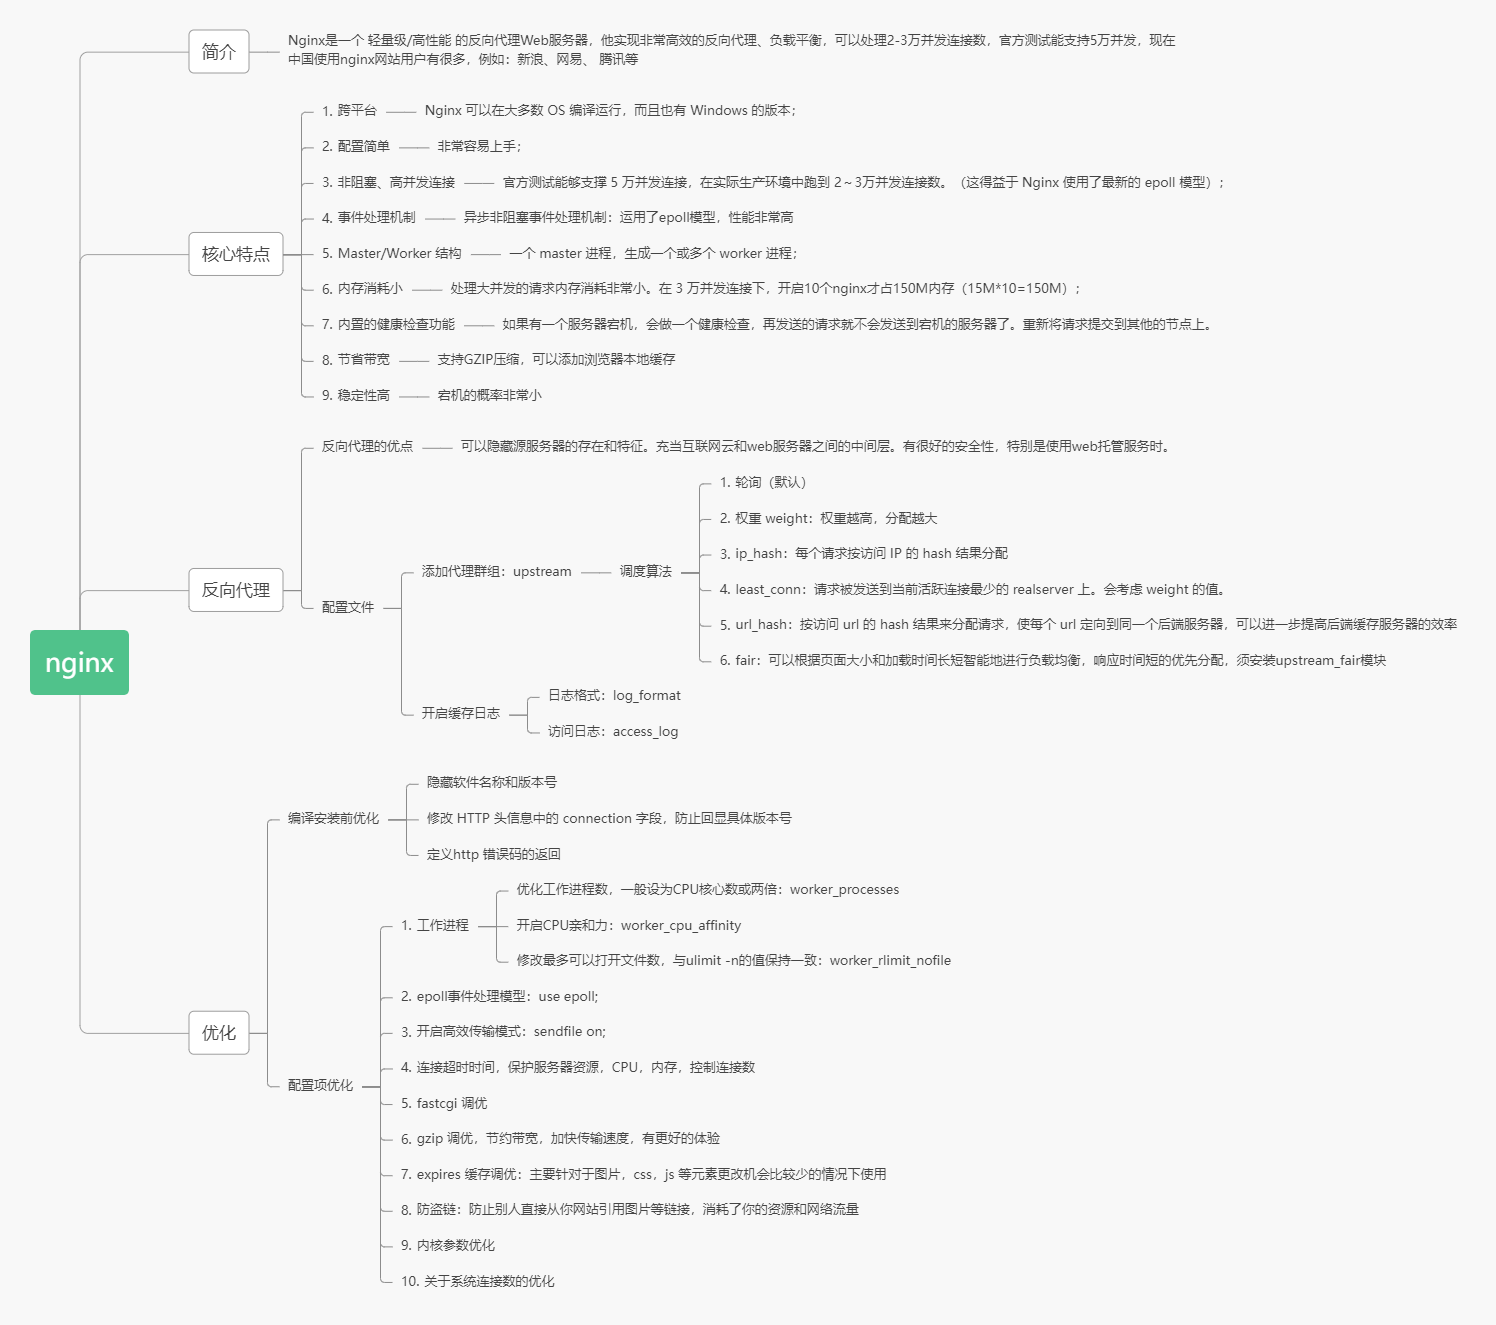 简介
Nginx是一个 轻量级/高性能 的反向代理Web服务器，他实现非常高效的反向代理、负载平衡，可以处理2-3万并发连接数，官方测试能支持5万并发，现在
中国使用nginx网站用户有很多，例如：新浪、网易、 腾讯等
核心特点
1. 跨平台
Nginx 可以在大多数 OS 编译运行，而且也有 Windows 的版本；
2. 配置简单
非常容易上手；
3. 非阻塞、高并发连接
官方测试能够支撑 5 万并发连接，在实际生产环境中跑到 2～3万并发连接数。（这得益于 Nginx 使用了最新的 epoll 模型）；
4. 事件处理机制
异步非阻塞事件处理机制：运用了epoll模型，性能非常高
5. Master/Worker 结构
一个 master 进程，生成一个或多个 worker 进程；
6. 内存消耗小
处理大并发的请求内存消耗非常小。在 3 万并发连接下，开启10个nginx才占150M内存（15M*10=150M）；
7. 内置的健康检查功能
如果有一个服务器宕机，会做一个健康检查，再发送的请求就不会发送到宕机的服务器了。重新将请求提交到其他的节点上。
8. 节省带宽
支持GZIP压缩，可以添加浏览器本地缓存
9. 稳定性高
宕机的概率非常小
反向代理
反向代理的优点
可以隐藏源服务器的存在和特征。充当互联网云和web服务器之间的中间层。有很好的安全性，特别是使用web托管服务时。
配置文件
添加代理群组：upstream
调度算法
1. 轮询（默认）
2. 权重 weight：权重越高，分配越大
3. ip_hash：每个请求按访问 IP 的 hash 结果分配
4. least_conn：请求被发送到当前活跃连接最少的 realserver 上。会考虑 weight 的值。
5. url_hash：按访问 url 的 hash 结果来分配请求，使每个 url 定向到同一个后端服务器，可以进一步提高后端缓存服务器的效率
6. fair：可以根据页面大小和加载时间长短智能地进行负载均衡，响应时间短的优先分配，须安装upstream_fair模块
开启缓存日志
日志格式：log_format
访问日志：access_log
nginx
优化
编译安装前优化
隐藏软件名称和版本号
修改 HTTP 头信息中的 connection 字段，防止回显具体版本号
定义http 错误码的返回
配置项优化
1. 工作进程
优化工作进程数，一般设为CPU核心数或两倍：worker_processes
开启CPU亲和力：worker_cpu_affinity
修改最多可以打开文件数，与ulimit -n的值保持一致：worker_rlimit_nofile
2. epoll事件处理模型：use epoll;
3. 开启高效传输模式：sendfile on;
4. 连接超时时间，保护服务器资源，CPU，内存，控制连接数
5. fastcgi 调优
6. gzip 调优，节约带宽，加快传输速度，有更好的体验
7. expires 缓存调优：主要针对于图片，css，js 等元素更改机会比较少的情况下使用
8. 防盗链：防止别人直接从你网站引用图片等链接，消耗了你的资源和网络流量
9. 内核参数优化
10. 关于系统连接数的优化